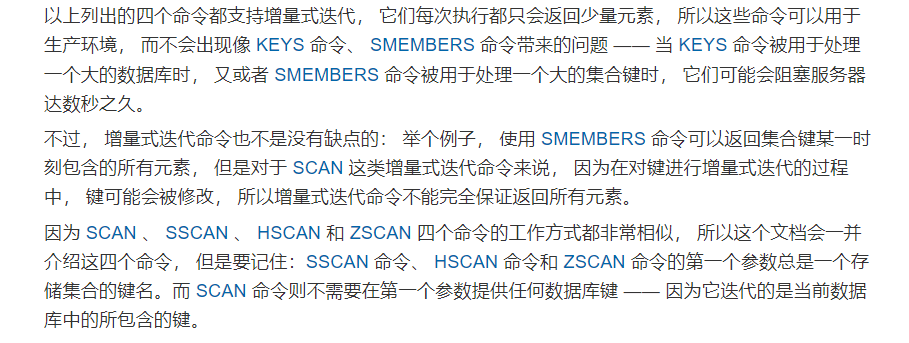 以上列出的四个命令都支持增量式迭代， 它们每次执行都只会返回少量元素， 所以这些命令可以用于
生产环境， 而不会出现像 KEYS 命令、 SMEMBERS 命令带来的问题 —— 当 KEYS 命令被用于处理
一个大的数据库时， 又或者 SMEMBERS 命令被用于处理一个大的集合键时， 它们可能会阻塞服务器
达数秒之久。
不过， 增量式迭代命令也不是没有缺点的： 举个例子， 使用 SMEMBERS 命令可以返回集合键某一时
刻包含的所有元素， 但是对于 SCAN 这类增量式迭代命令来说， 因为在对键进行增量式迭代的过程
中， 键可能会被修改， 所以增量式迭代命令不能完全保证返回所有元素。
因为 SCAN 、 SSCAN 、 HSCAN 和 ZSCAN 四个命令的工作方式都非常相似， 所以这个文档会一并
介绍这四个命令， 但是要记住：SSCAN 命令、 HSCAN 命令和 ZSCAN 命令的第一个参数总是一个存
储集合的键名。而 SCAN 命令则不需要在第一个参数提供任何数据库键 —— 因为它迭代的是当前数据
库中的所包含的键。